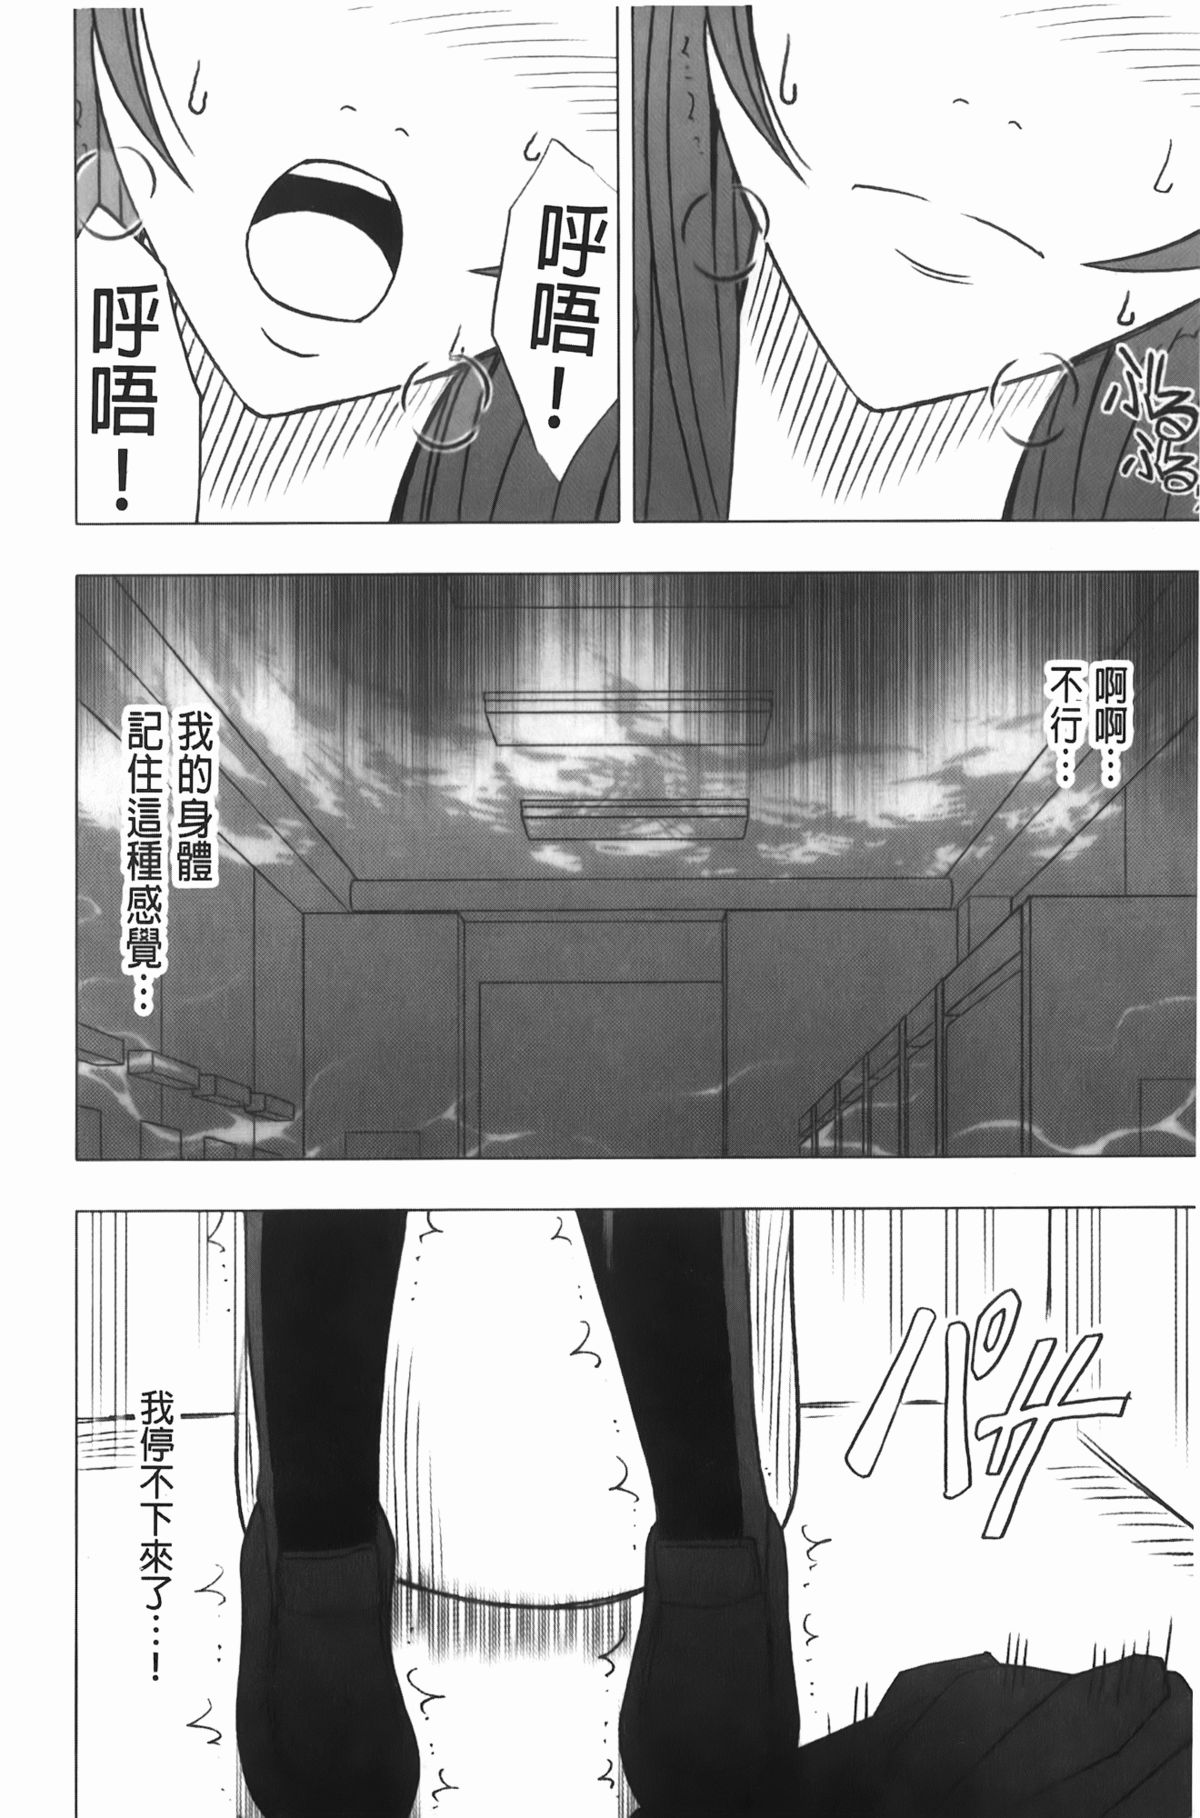 ぶる
ぶる
呼唔！
呼唔！
啊啊…
不行…
我的身體
記住這種感覺…
パサ
我停不下來了…！